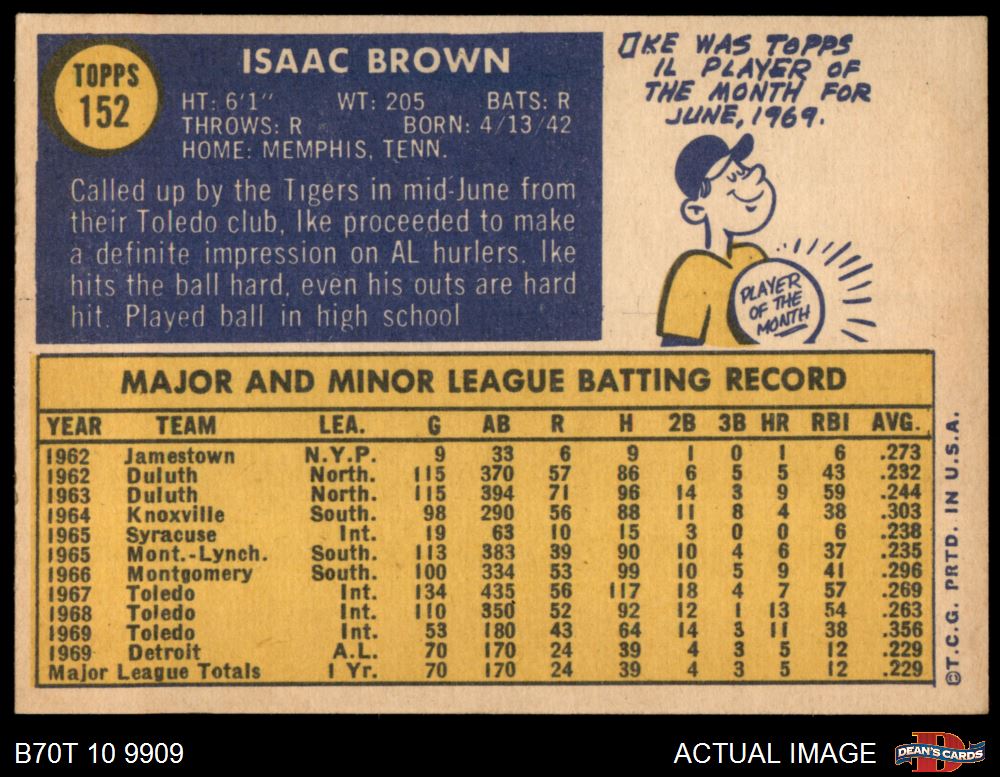 TOPPS
152
ISAAC BROWN
HT: 6'1" WT: 205 BATS: R
THROWS: R BORN: 4/13/42
HOME: MEMPHIS, TENN.
Called up by the Tigers in mid-June from
their Toledo club, Ike proceeded to make
a definite impression on AL hurlers. Ike
hits the ball hard, even his outs are hard
hit. Played ball in high school
IKE WAS TOPPS
IL PLAYER OF
THE MONTH FOR
JUNE, 1969.
PLAYER
OF THE
MONTH
MAJOR AND MINOR LEAGUE BATTING RECORD
YEAR TEAM LEA. G AB R H 2B 3B HR RBI AVG.
1962 Jamestown N.Y.P. 9 33 6 9 1 0 1 6 .273
1962 Duluth North. 115 370 57 86 6 5 5 43 .232
1963 Duluth North. 115 394 71 96 14 3 9 59 .244
1964 Knoxville South. 98 290 56 88 11 8 4 38 .303
1965 Syracuse Int. 19 63 10 15 3 0 0 6 .238
1965 Mont.-Lynch. South. 113 383 39 90 10 4 6 37 .235
1966 Montgomery South. 100 334 53 99 10 5 9 41 .296
1967 Toledo Int. 134 435 56 117 18 4 7 57 .269
1968 Toledo Int. 110 350 52 92 12 1 13 54 .263
1969 Toledo Int. 53 180 43 64 14 3 11 38 .356
1969 Detroit A.L. 70 170 24 39 4 3 5 12 .229
Major League Totals 1 Yr. 70 170 24 39 4 3 5 12 .229
©T.C.G. PRTD. IN U.S.A.
B70T 10 9909
ACTUAL IMAGE
DEAN'S CARDS